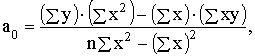 a₀ = (∑y)·(∑x²)−(∑x)·(∑xy) / n∑x²−(∑x)²,